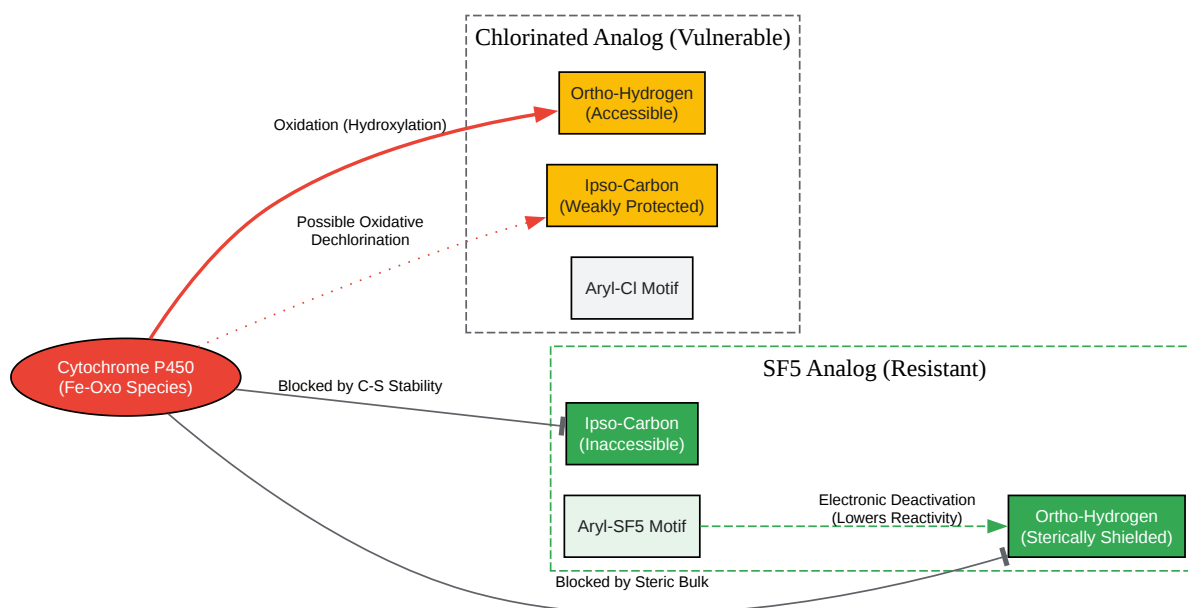 Chlorinated Analog (Vulnerable)
Ortho-Hydrogen
(Accessible)
Oxidation (Hydroxylation)
Ipso-Carbon
(Weakly Protected)
Possible Oxidative
Dechlorination
Aryl-Cl Motif
Cytochrome P450
(Fe-Oxo Species)
SF5 Analog (Resistant)
Blocked by C-S Stability
Ipso-Carbon
(Inaccessible)
Aryl-SF5 Motif
Electronic Deactivation
(Lowers Reactivity)
Ortho-Hydrogen
(Sterically Shielded)
Blocked by Steric Bulk